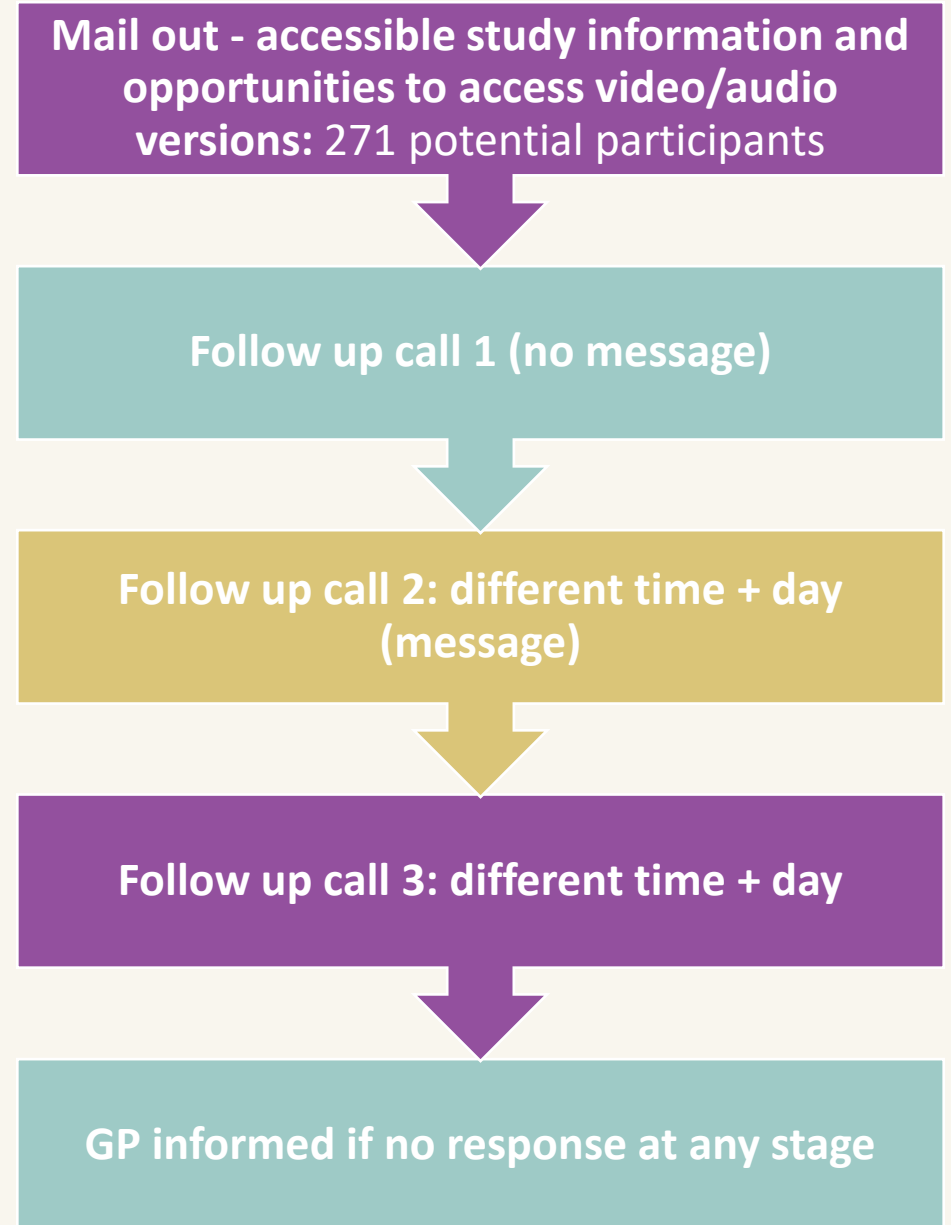 Mail out - accessible study information and
opportunities to access video/audio
versions: 271 potential participants
Follow up call 1 (no message)
Follow up call 2: different time + day
(message)
Follow up call 3: different time + day
GP informed if no response at any stage